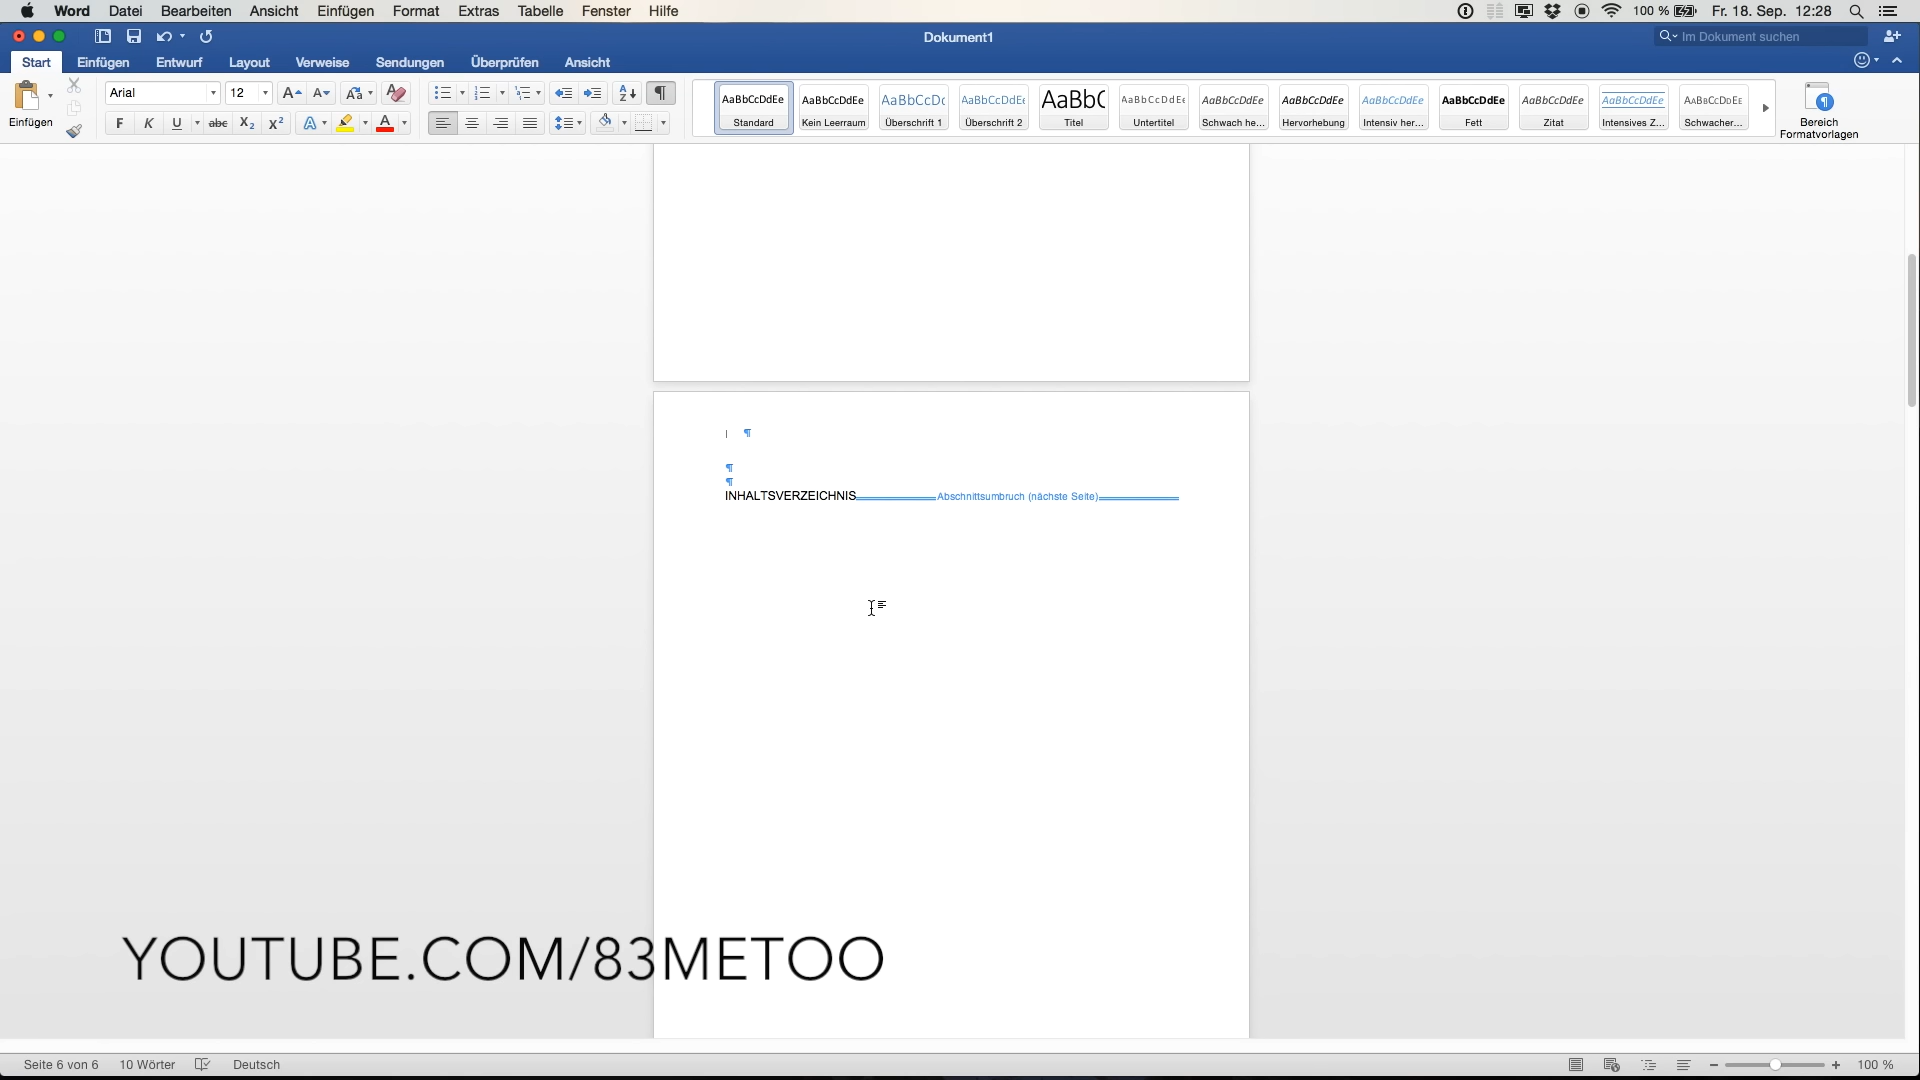 Word Datei Bearbeiten Ansicht Einfügen Format Extras Tabelle Fenster Hilfe 100 % Fr. 18. Sep. 12:28
Dokument1 Im Dokument suchen
Start Einfügen Entwurf Layout Verweise Sendungen Überprüfen Ansicht
Arial 12
Einfügen
F K U abc X₂ X²
AaBbCcDdEe AaBbCcDdEe AaBbCcDc AaBbCcDdEe AaBbC AaBbCcDdEe AaBbCcDdEe AaBbCcDdEe AaBbCcDdEe AaBbCcDdEe AaBbCcDdEe AaBbCcDdEe AaBbCcDdEe
Standard Kein Leerraum Überschrift 1 Überschrift 2 Titel Untertitel Schwach he... Hervorhebung Intensiv her... Fett Zitat Intensives Z... Schwacher...
Bereich
Formatvorlagen
¶
¶
¶
INHALTSVERZEICHNIS Abschnittsumbruch (nächste Seite)
YOUTUBE.COM/83METOO
Seite 6 von 6 10 Wörter Deutsch 100 %